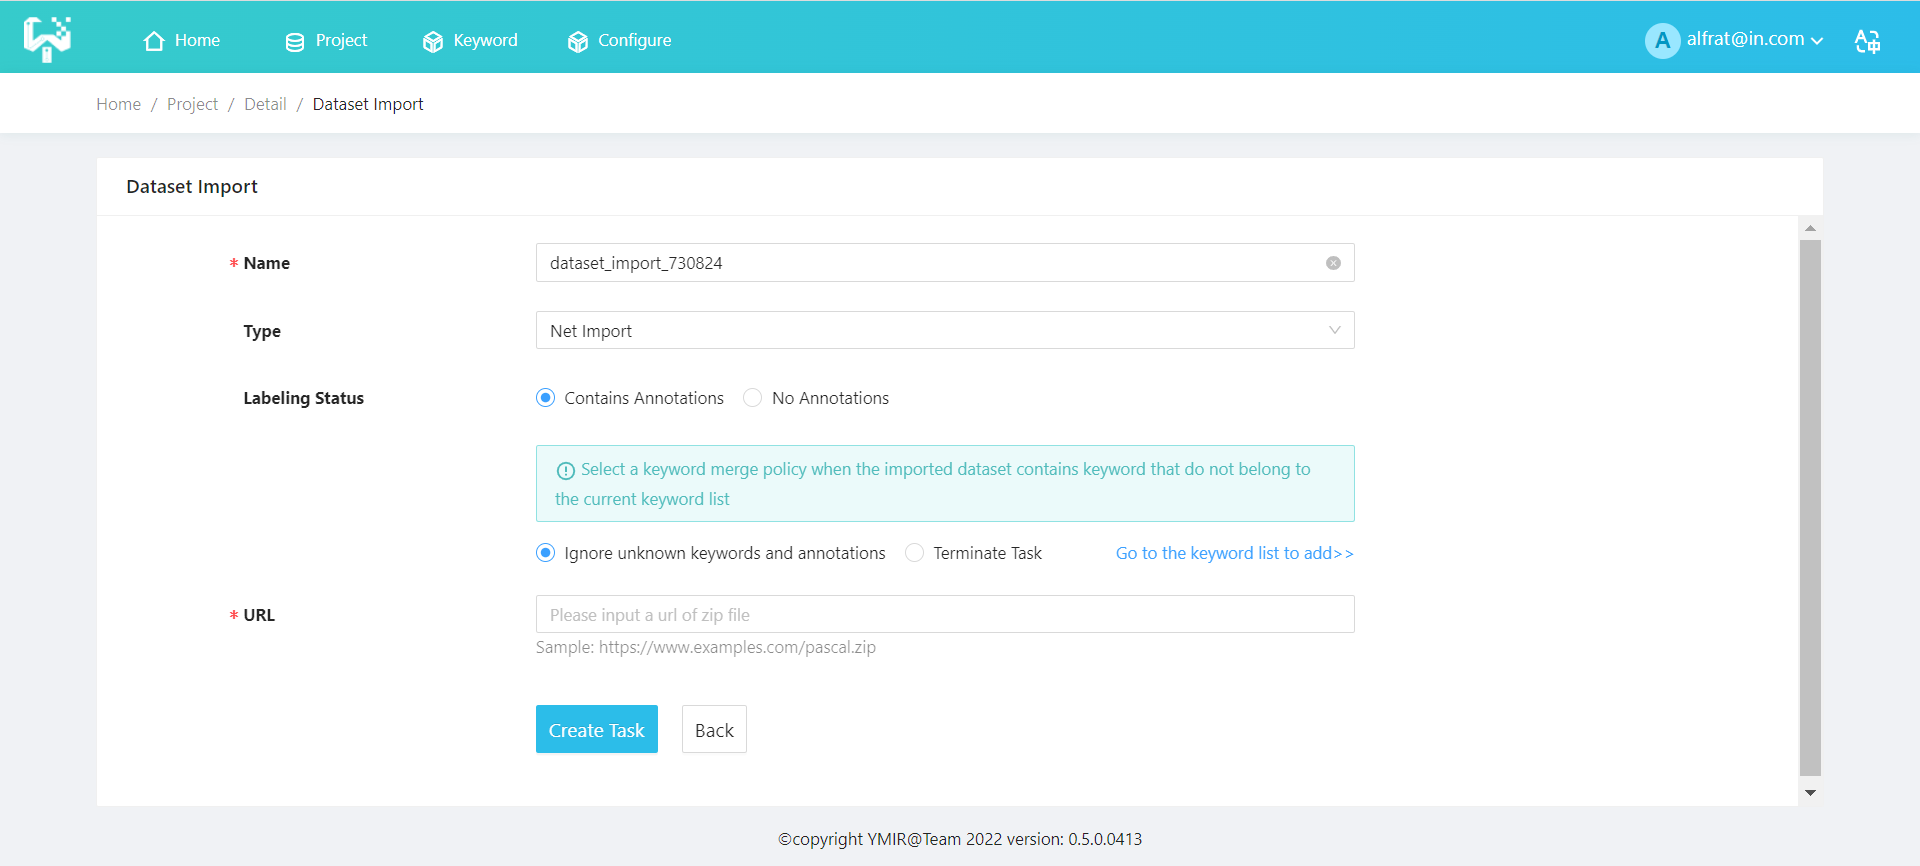 Home Project Keyword Configure A alfrat@in.com
Home / Project / Detail / Dataset Import
Dataset Import
* Name dataset_import_730824
Type Net Import
Labeling Status Contains Annotations No Annotations
Select a keyword merge policy when the imported dataset contains keyword that do not belong to
the current keyword list
Ignore unknown keywords and annotations Terminate Task Go to the keyword list to add>>
* URL Please input a url of zip file
Sample: https://www.examples.com/pascal.zip
Create Task Back
©copyright YMIR@Team 2022 version: 0.5.0.0413